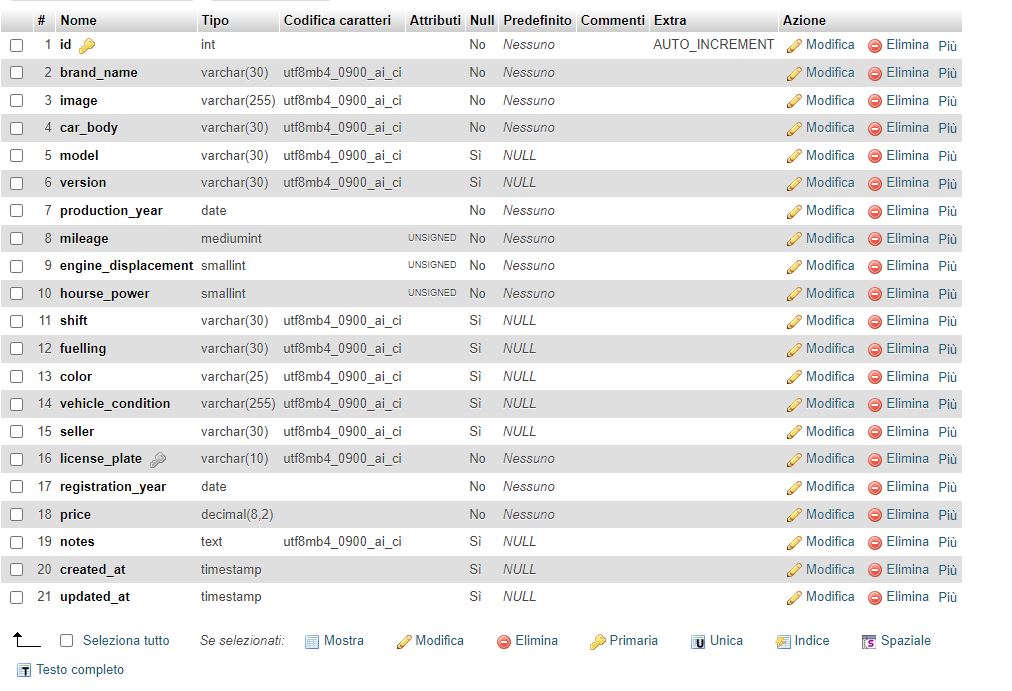 # Nome Tipo Codifica caratteri Attributi Null Predefinito Commenti Extra Azione
1 id int No Nessuno AUTO_INCREMENT Modifica Elimina Più
2 brand_name varchar(30) utf8mb4_0900_ai_ci No Nessuno Modifica Elimina Più
3 image varchar(255) utf8mb4_0900_ai_ci No Nessuno Modifica Elimina Più
4 car_body varchar(30) utf8mb4_0900_ai_ci No Nessuno Modifica Elimina Più
5 model varchar(30) utf8mb4_0900_ai_ci Sì NULL Modifica Elimina Più
6 version varchar(30) utf8mb4_0900_ai_ci Sì NULL Modifica Elimina Più
7 production_year date No Nessuno Modifica Elimina Più
8 mileage mediumint UNSIGNED No Nessuno Modifica Elimina Più
9 engine_displacement smallint UNSIGNED No Nessuno Modifica Elimina Più
10 hourse_power smallint UNSIGNED No Nessuno Modifica Elimina Più
11 shift varchar(30) utf8mb4_0900_ai_ci Sì NULL Modifica Elimina Più
12 fuelling varchar(30) utf8mb4_0900_ai_ci Sì NULL Modifica Elimina Più
13 color varchar(25) utf8mb4_0900_ai_ci Sì NULL Modifica Elimina Più
14 vehicle_condition varchar(255) utf8mb4_0900_ai_ci Sì NULL Modifica Elimina Più
15 seller varchar(30) utf8mb4_0900_ai_ci Sì NULL Modifica Elimina Più
16 license_plate varchar(10) utf8mb4_0900_ai_ci No Nessuno Modifica Elimina Più
17 registration_year date No Nessuno Modifica Elimina Più
18 price decimal(8,2) No Nessuno Modifica Elimina Più
19 notes text utf8mb4_0900_ai_ci Sì NULL Modifica Elimina Più
20 created_at timestamp Sì NULL Modifica Elimina Più
21 updated_at timestamp Sì NULL Modifica Elimina Più
Seleziona tutto Se selezionati: Mostra Modifica Elimina Primaria Unica Indice Spaziale
Testo completo